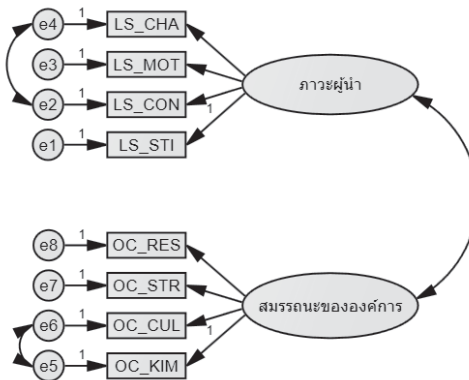 e4 1 LS_CHA
e3 1 LS_MOT
ภาวะผู้นำ
e2 1 LS_CON
1
e1 1 LS_STI
e8 1 OC_RES
e7 1 OC_STR
สมรรถนะขององค์การ
e6 1 OC_CUL
1
e5 1 OC_KIM